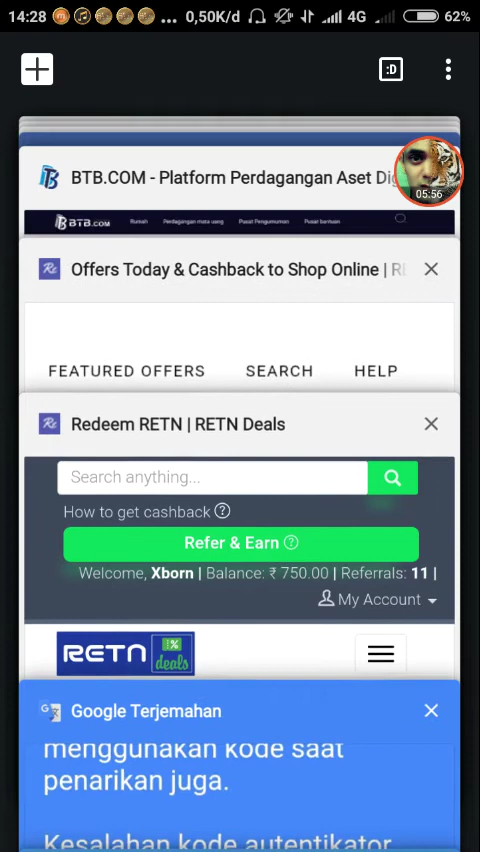 14:28 ... 0,50K/d 4G 62%
:D
BTB.COM - Platform Perdagangan Aset Dig
05:56
BTB.COM Rumah Perdagangan mata uang Pusat Pengumuman Pusat bantuan
Offers Today & Cashback to Shop Online | RE
FEATURED OFFERS SEARCH HELP
Redeem RETN | RETN Deals
Search anything...
How to get cashback
Refer & Earn
Welcome, Xborn | Balance: ₹ 750.00 | Referrals: 11 |
My Account
RETN 1% deals
Google Terjemahan
menggunakan kode saat
penarikan juga.
Kesalahan kode autentikator